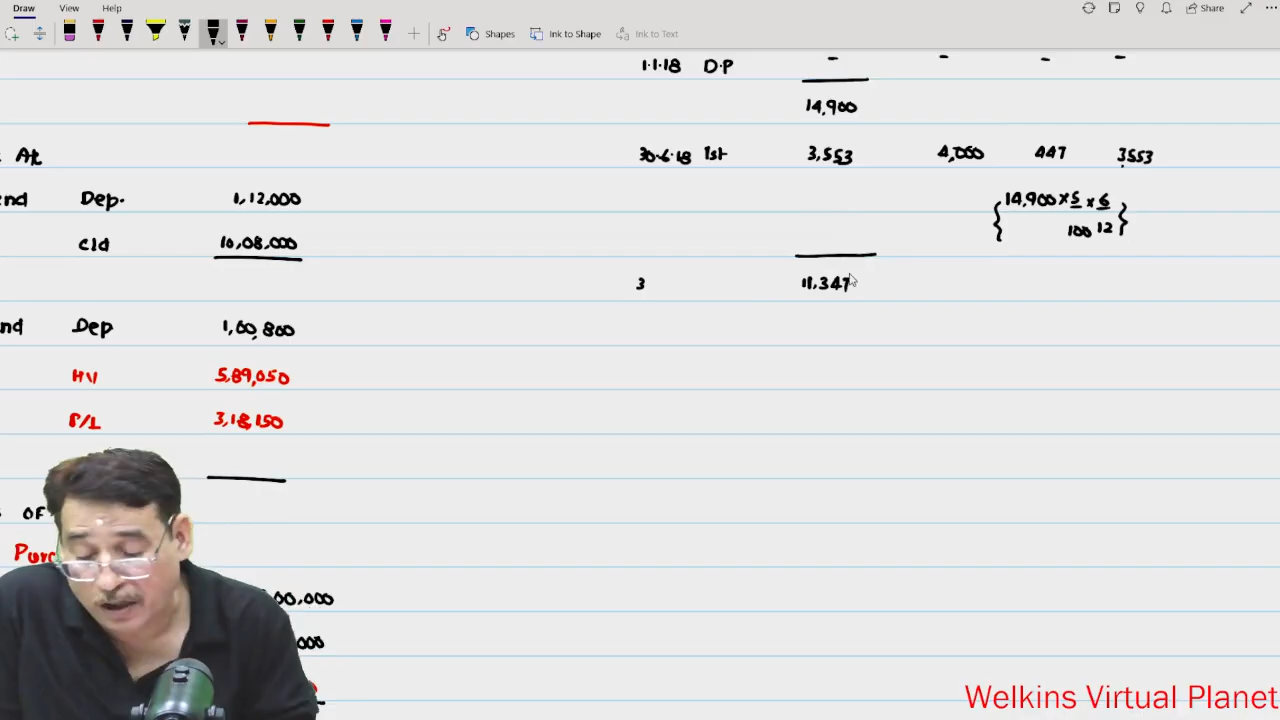 Draw View Help Share
Shapes Ink to Shape Ink to Text
1.1.18 D.P - - - -
14,900
At
30.6.18 1st 3,553 4,000 447 3553
Dep. 1,12,000
{14,900 × 5 × 6
100 12}
Cld 10,08,000
3 11,347
Dep 1,00,800
HV 5,89,050
P/L 3,18,150
OF
00,000
000
Welkins Virtual Planet